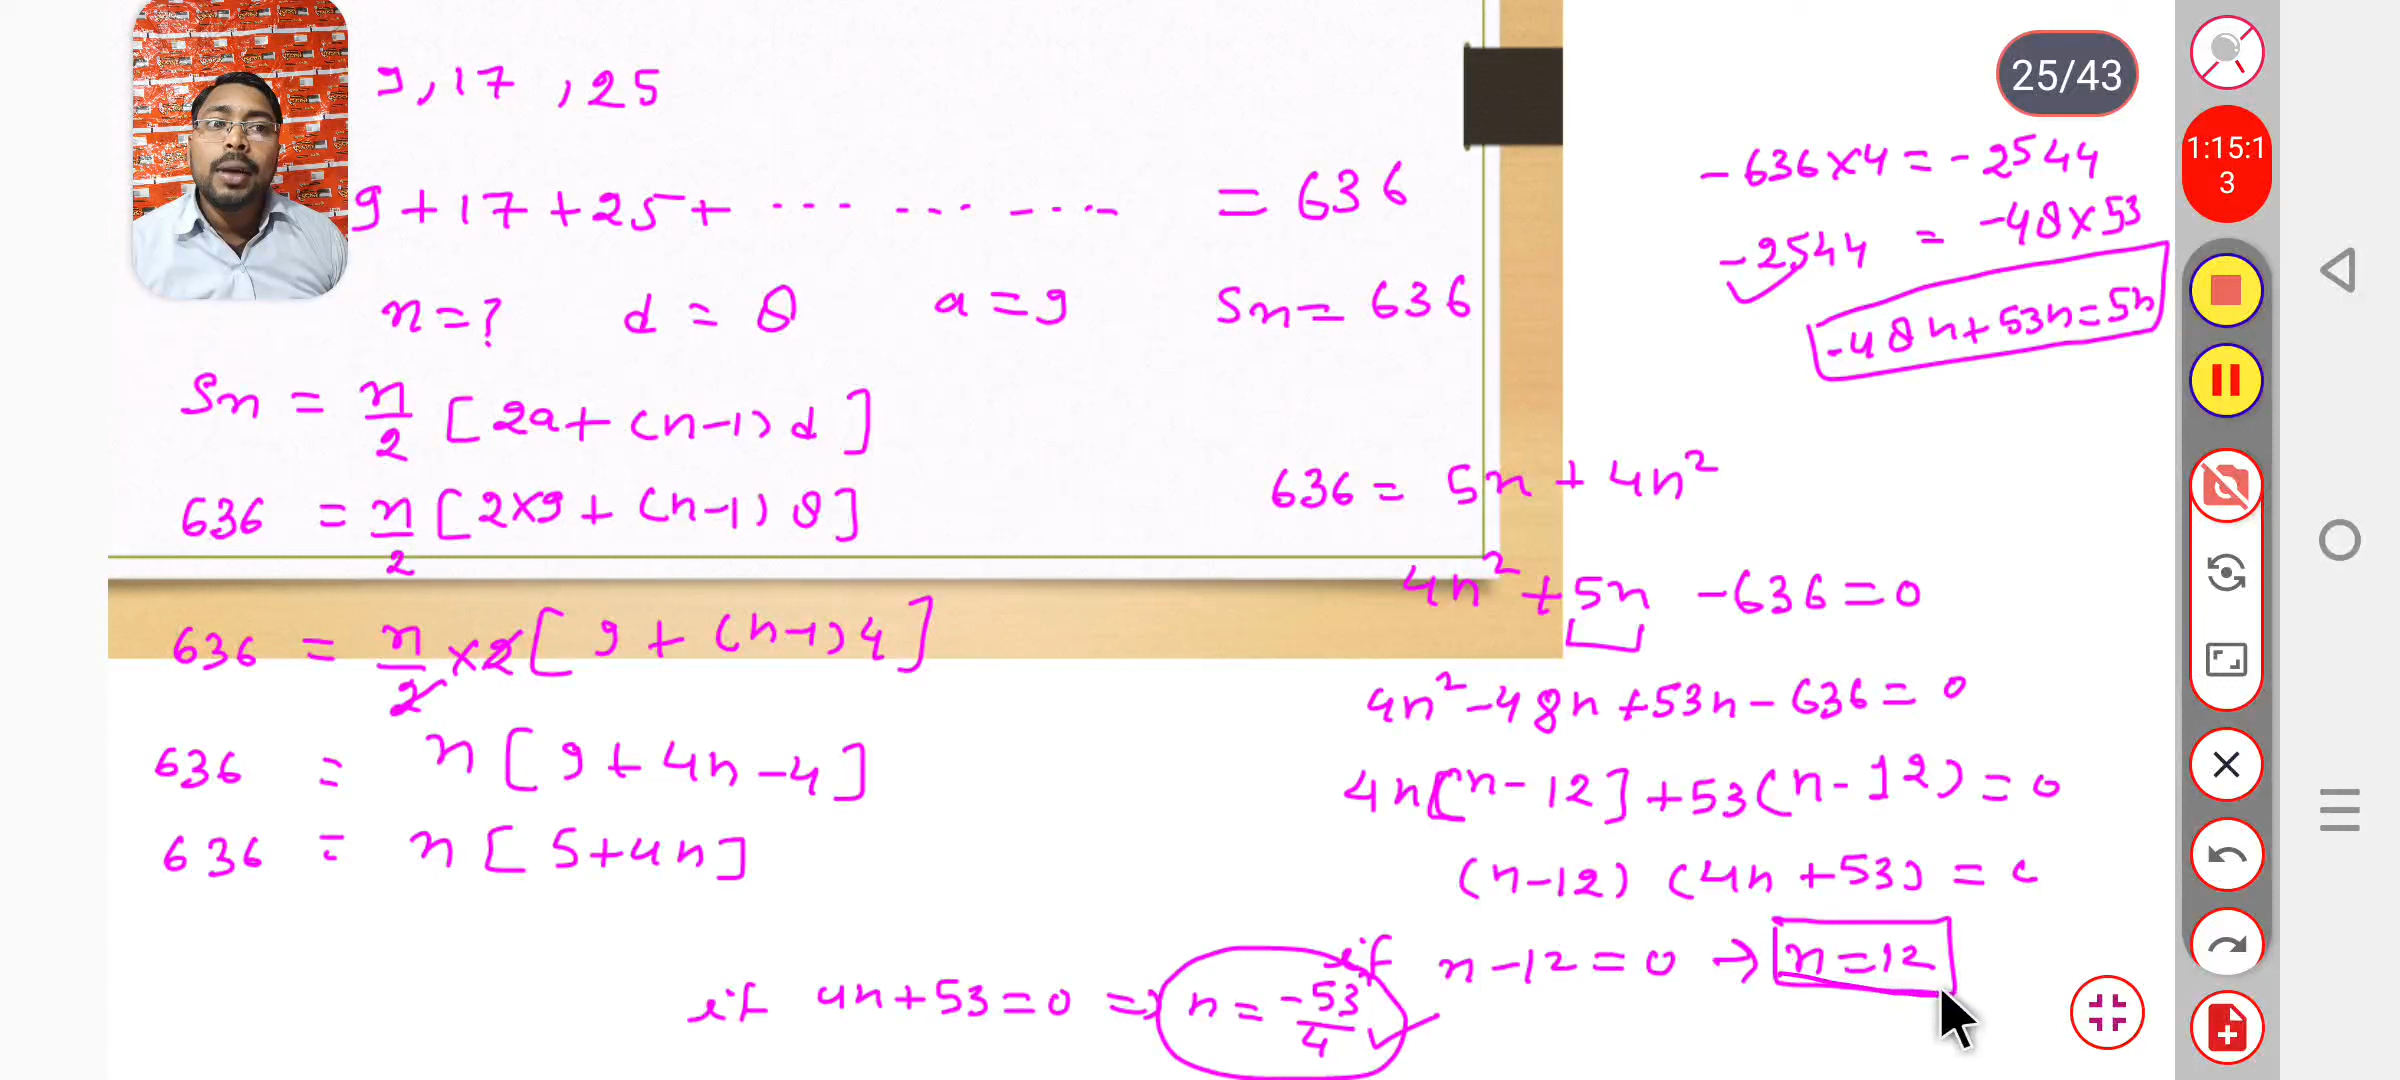 9, 17, 25
9 + 17 + 25 + ... ... ... = 636
n = ? d = 8 a = 9 Sn = 636
Sn = n/2 [2a + (n-1) d]
636 = n/2 [2×9 + (n-1) 8]
636 = n/2 × 2 [9 + (n-1) 4]
636 = n [9 + 4n - 4]
636 = n [5 + 4n]
25/43
1:15:1
3
-636×4 = -2544
-2544 = -48×53
-48n + 53n = 5n
636 = 5n + 4n²
4n² + 5n - 636 = 0
4n² - 48n + 53n - 636 = 0
4n [n - 12] + 53 (n - 12) = 0
(n-12) (4n + 53) = 0
if n - 12 = 0 → n = 12
if 4n + 53 = 0 ⇒ n = -53/4